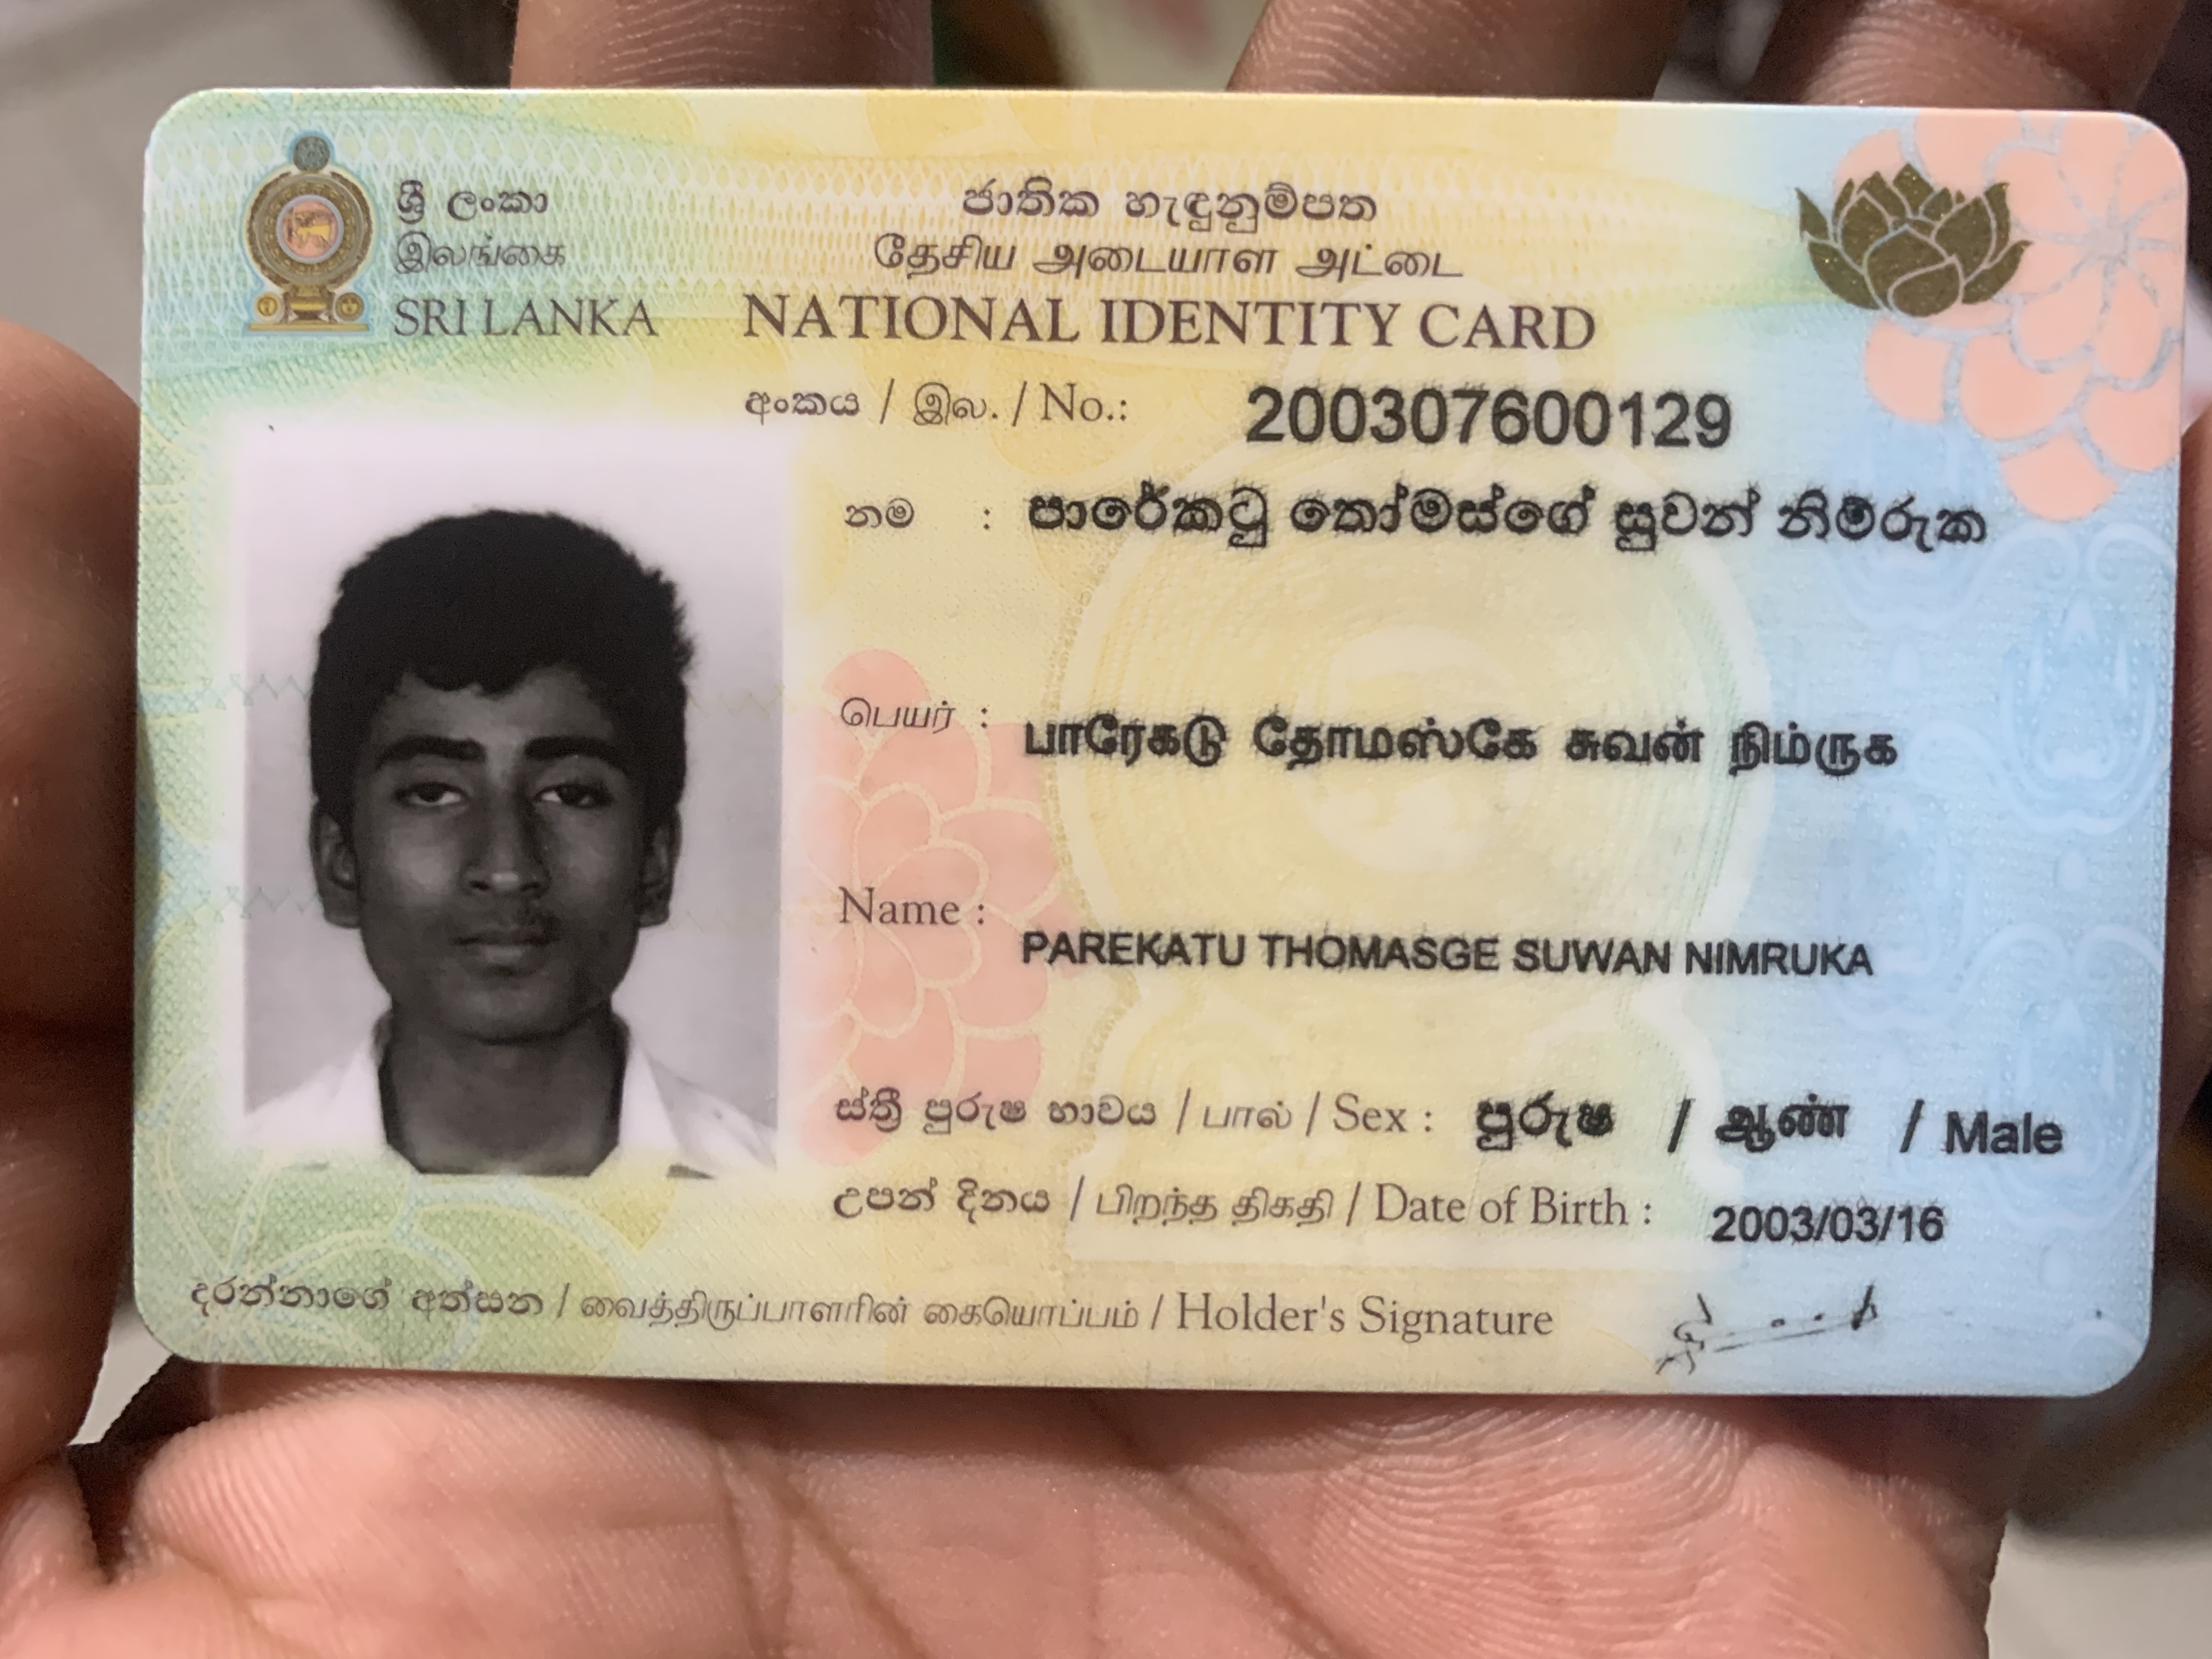 ශ්‍රී ලංකා
ජාතික හැඳුනුම්පත
இலங்கை
தேசிய அடையாள அட்டை
SRI LANKA NATIONAL IDENTITY CARD
අංකය / இல. / No.: 200307600129
නම : පාරේකටු තෝමස්ගේ සුවන් නිම්රුක
பெயர் : பாரேகடு தோமஸ்கே சுவன் நிம்ருக
Name : PAREKATU THOMASGE SUWAN NIMRUKA
ස්ත්‍රී පුරුෂ භාවය / பால் / Sex : පුරුෂ / ஆண் / Male
උපන් දිනය / பிறந்த திகதி / Date of Birth : 2003/03/16
දරන්නාගේ අත්සන / வைத்திருப்பாளரின் கையொப்பம் / Holder's Signature